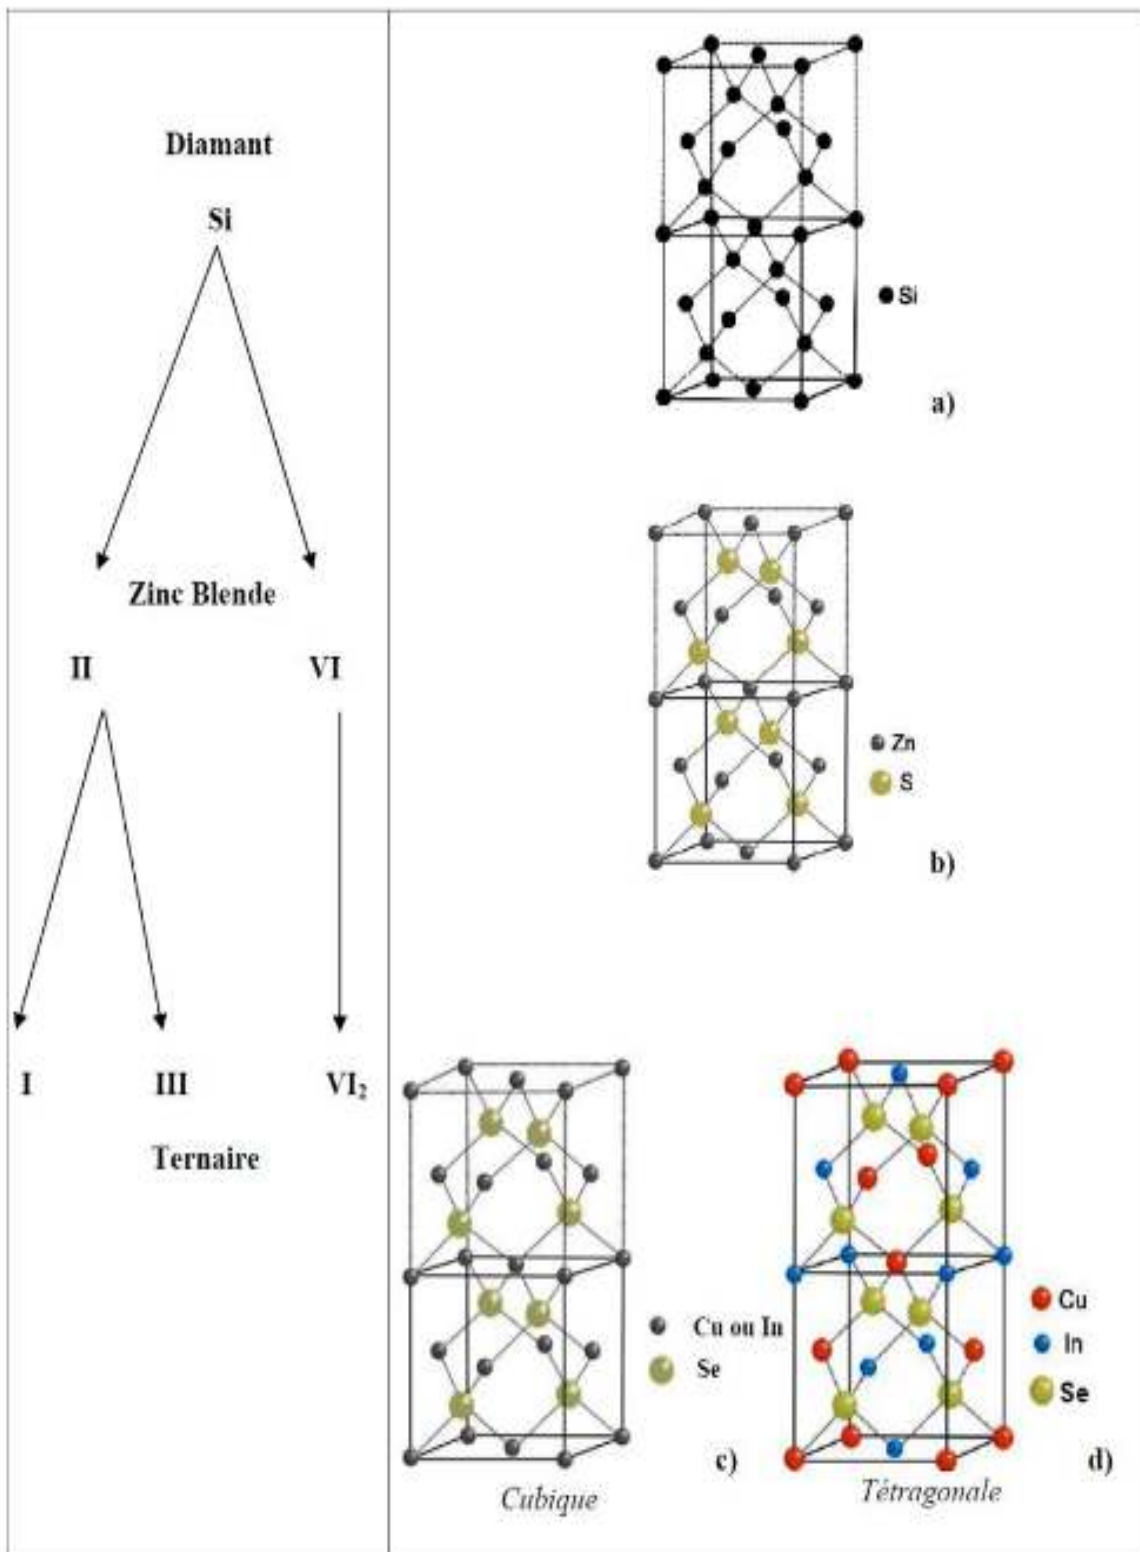 Diamant
Si
Si
a)
Zinc Blende
II VI
Zn
S
b)
I III VI₂
Ternaire
Cu ou In
Se
c)
Cubique
Cu
In
Se
d)
Tétragonale